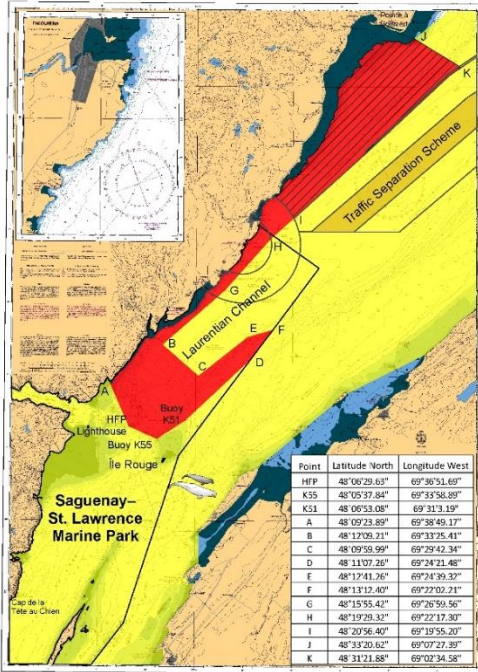 Pointe à
Boisvert
J
K
Traffic Separation Scheme
I
H
G
Laurentian Channel
B
C
E
F
D
A
HFP
Lighthouse
Buoy
K51
Buoy K55
Île Rouge
Saguenay–
St. Lawrence
Marine Park
Cap de la
Tête au Chien
Point Latitude North Longitude West
HFP 48°06'29.63" 69°36'51.69"
K55 48°05'37.84" 69°33'58.89"
K51 48°06'53.08" 69°31'3.19"
A 48°09'23.89" 69°38'49.17"
B 48°12'09.21" 69°33'25.41"
C 48°09'59.99" 69°29'42.34"
D 48°11'07.26" 69°24'21.48"
E 48°12'41.26" 69°24'39.32"
F 48°13'12.40" 69°22'02.21"
G 48°15'55.42" 69°26'59.56"
H 48°19'29.32" 69°22'17.30"
I 48°20'56.40" 69°19'55.20"
J 48°33'20.62" 69°07'27.39"
K 48°31'21.88" 69°02'34.58"